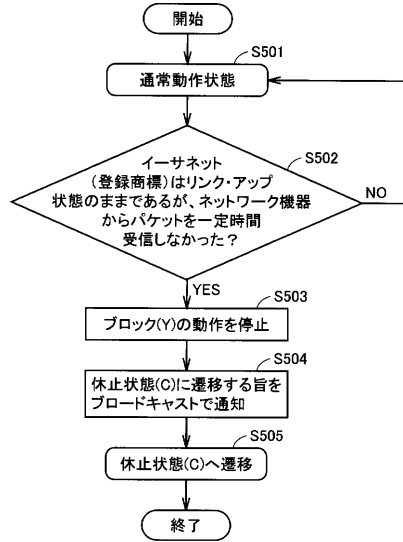 開始
S501
通常動作状態
S502
イーサネット
(登録商標)はリンク・アップ
状態のままであるが、ネットワーク機器
からパケットを一定時間
受信しなかった？
NO
YES
S503
ブロック(Y)の動作を停止
S504
休止状態(C)に遷移する旨を
ブロードキャストで通知
S505
休止状態(C)へ遷移
終了